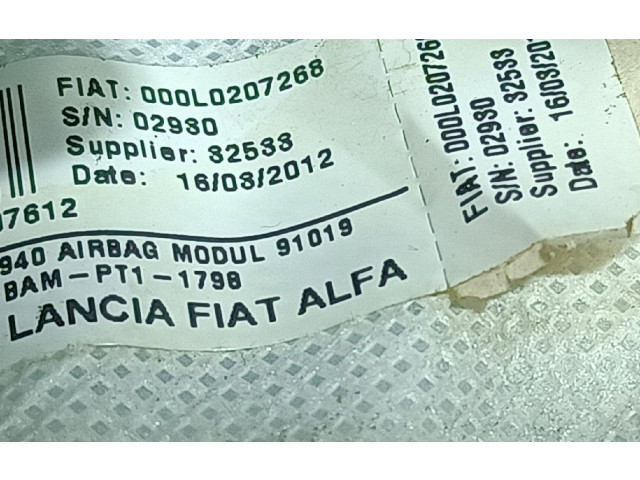 FIAT: 000L0207268
S/N: 02930
Supplier: 32533
Date: 16/03/2012
07612
940 AIRBAG MODUL 91019
BAM-PT1-1798
LANCIA FIAT ALFA
FIAT: 000L020726
S/N: 02930
Supplier: 32533
Date: 16/03/20